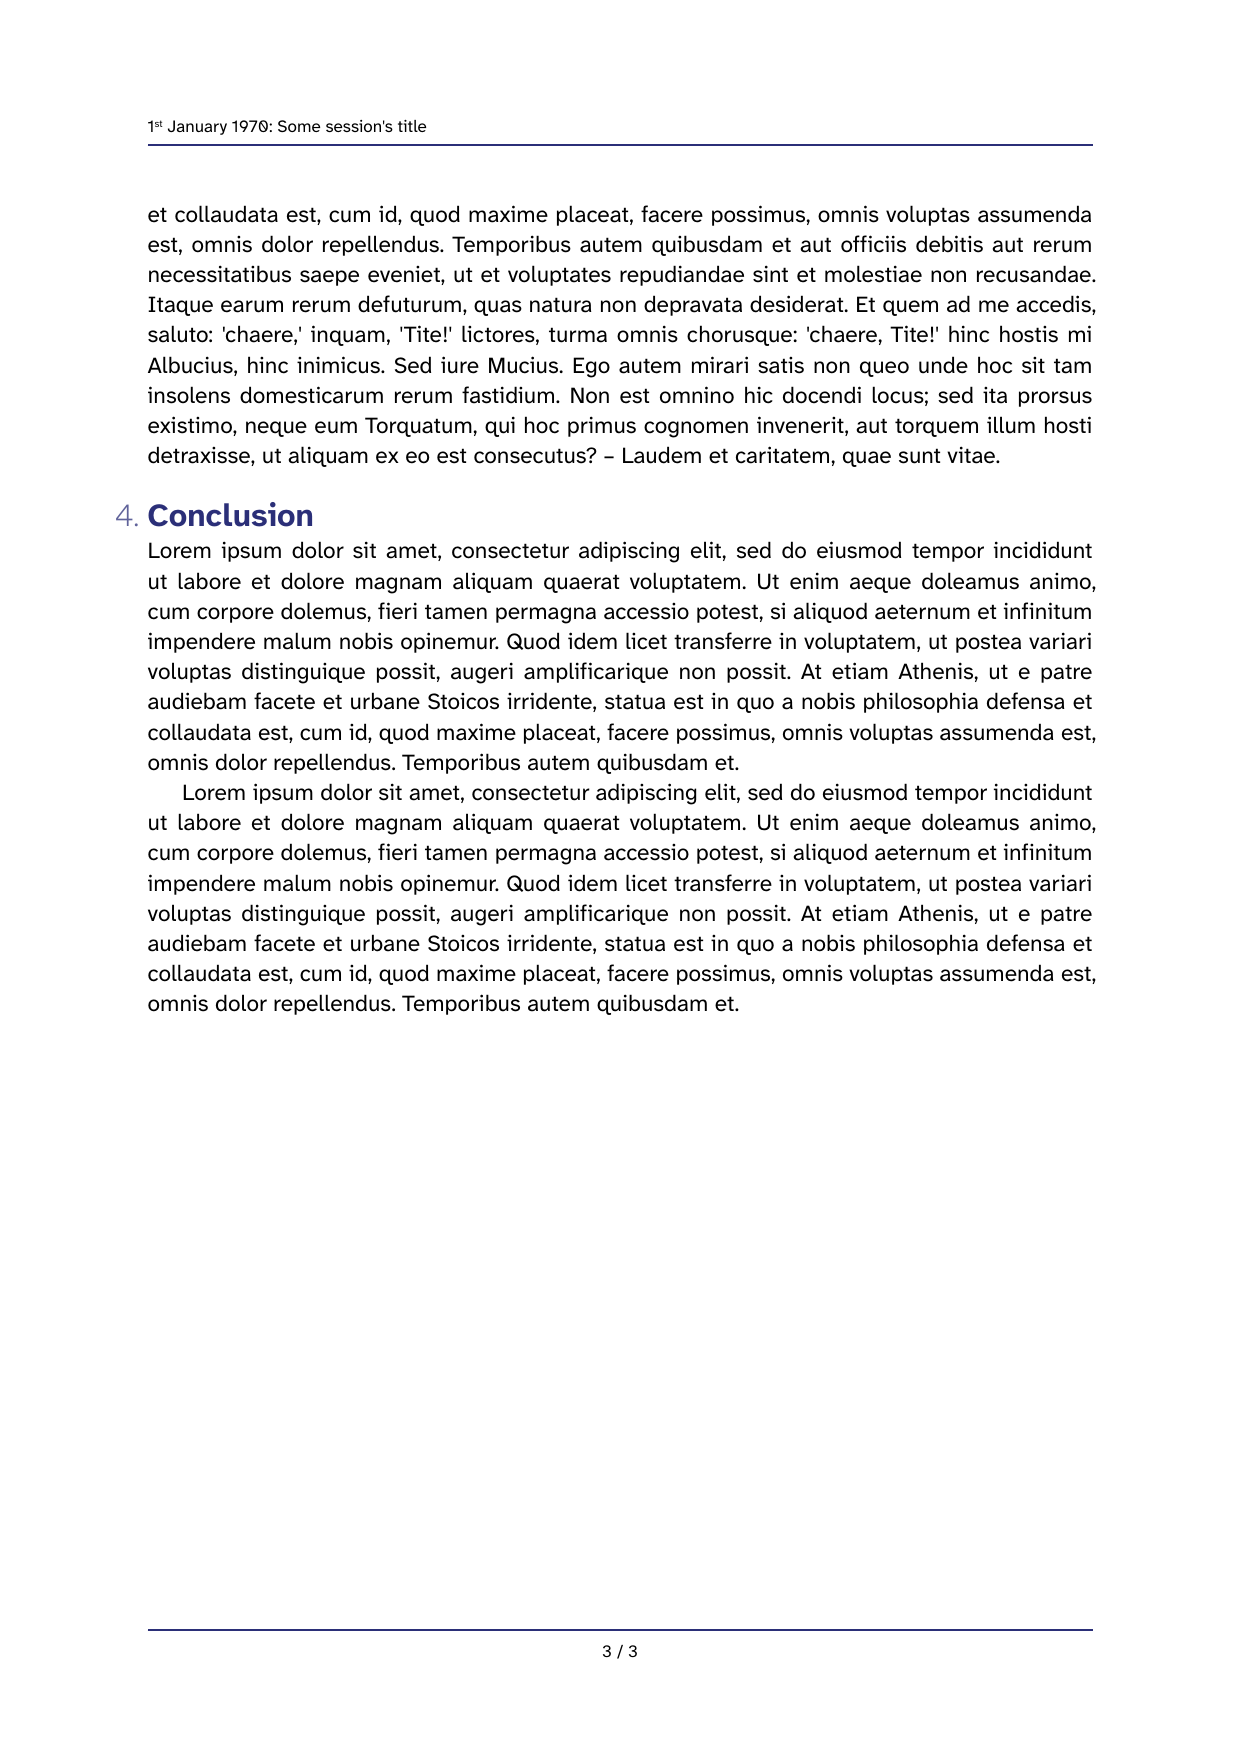 1st January 1970: Some session's title
et collaudata est, cum id, quod maxime placeat, facere possimus, omnis voluptas assumenda
est, omnis dolor repellendus. Temporibus autem quibusdam et aut officiis debitis aut rerum
necessitatibus saepe eveniet, ut et voluptates repudiandae sint et molestiae non recusandae.
Itaque earum rerum defuturum, quas natura non depravata desiderat. Et quem ad me accedis,
saluto: 'chaere,' inquam, 'Tite!' lictores, turma omnis chorusque: 'chaere, Tite!' hinc hostis mi
Albucius, hinc inimicus. Sed iure Mucius. Ego autem mirari satis non queo unde hoc sit tam
insolens domesticarum rerum fastidium. Non est omnino hic docendi locus; sed ita prorsus
existimo, neque eum Torquatum, qui hoc primus cognomen invenerit, aut torquem illum hosti
detraxisse, ut aliquam ex eo est consecutus? – Laudem et caritatem, quae sunt vitae.
4. Conclusion
Lorem ipsum dolor sit amet, consectetur adipiscing elit, sed do eiusmod tempor incididunt
ut labore et dolore magnam aliquam quaerat voluptatem. Ut enim aeque doleamus animo,
cum corpore dolemus, fieri tamen permagna accessio potest, si aliquod aeternum et infinitum
impendere malum nobis opinemur. Quod idem licet transferre in voluptatem, ut postea variari
voluptas distinguique possit, augeri amplificarique non possit. At etiam Athenis, ut e patre
audiebam facete et urbane Stoicos irridente, statua est in quo a nobis philosophia defensa et
collaudata est, cum id, quod maxime placeat, facere possimus, omnis voluptas assumenda est,
omnis dolor repellendus. Temporibus autem quibusdam et.
Lorem ipsum dolor sit amet, consectetur adipiscing elit, sed do eiusmod tempor incididunt
ut labore et dolore magnam aliquam quaerat voluptatem. Ut enim aeque doleamus animo,
cum corpore dolemus, fieri tamen permagna accessio potest, si aliquod aeternum et infinitum
impendere malum nobis opinemur. Quod idem licet transferre in voluptatem, ut postea variari
voluptas distinguique possit, augeri amplificarique non possit. At etiam Athenis, ut e patre
audiebam facete et urbane Stoicos irridente, statua est in quo a nobis philosophia defensa et
collaudata est, cum id, quod maxime placeat, facere possimus, omnis voluptas assumenda est,
omnis dolor repellendus. Temporibus autem quibusdam et.
3 / 3